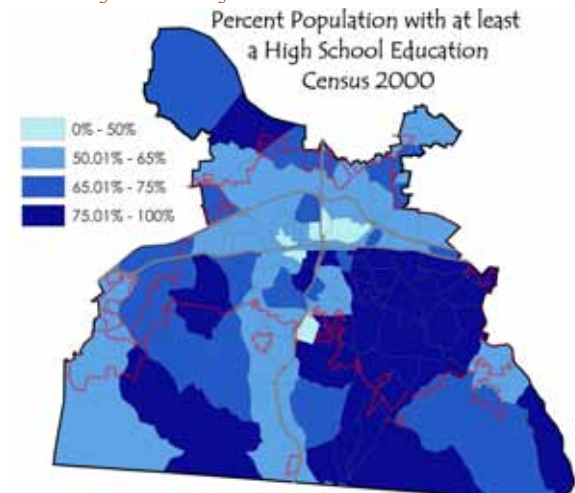 Percent Population with at least
a High School Education
Census 2000
0% - 50%
50.01% - 65%
65.01% - 75%
75.01% - 100%